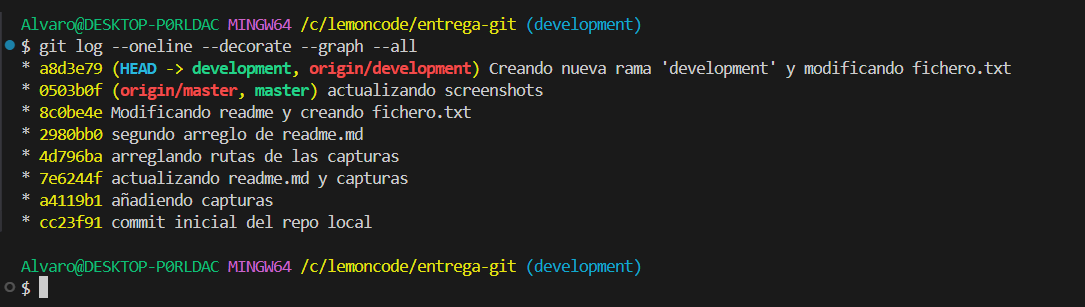 Alvaro@DESKTOP-P0RLDAC MINGW64 /c/lemoncode/entrega-git (development)
$ git log --oneline --decorate --graph --all
* a8d3e79 (HEAD -> development, origin/development) Creando nueva rama 'development' y modificando fichero.txt
* 0503b0f (origin/master, master) actualizando screenshots
* 8c0be4e Modificando readme y creando fichero.txt
* 2980bb0 segundo arreglo de readme.md
* 4d796ba arreglando rutas de las capturas
* 7e6244f actualizando readme.md y capturas
* a4119b1 añadiendo capturas
* cc23f91 commit inicial del repo local
Alvaro@DESKTOP-P0RLDAC MINGW64 /c/lemoncode/entrega-git (development)
$